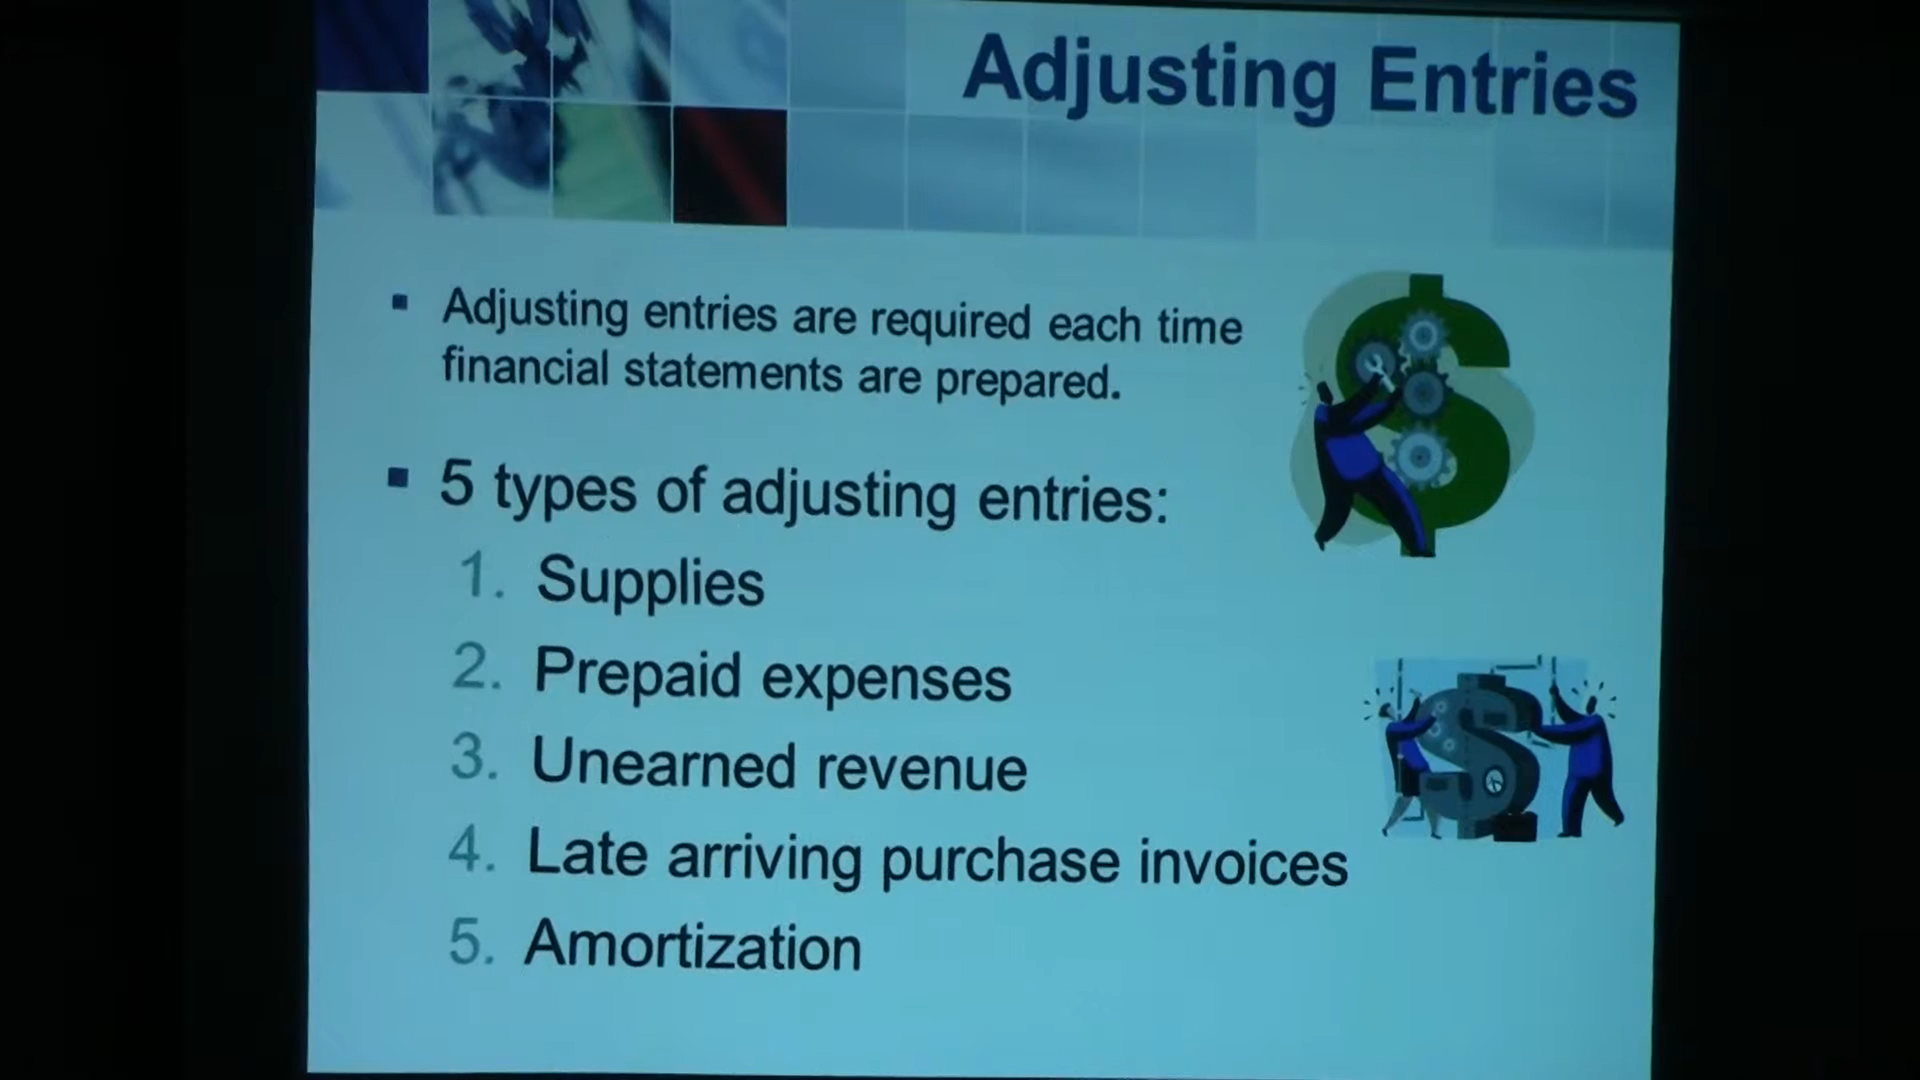 Adjusting Entries
▪ Adjusting entries are required each time
financial statements are prepared.
▪ 5 types of adjusting entries:
1. Supplies
2. Prepaid expenses
3. Unearned revenue
4. Late arriving purchase invoices
5. Amortization